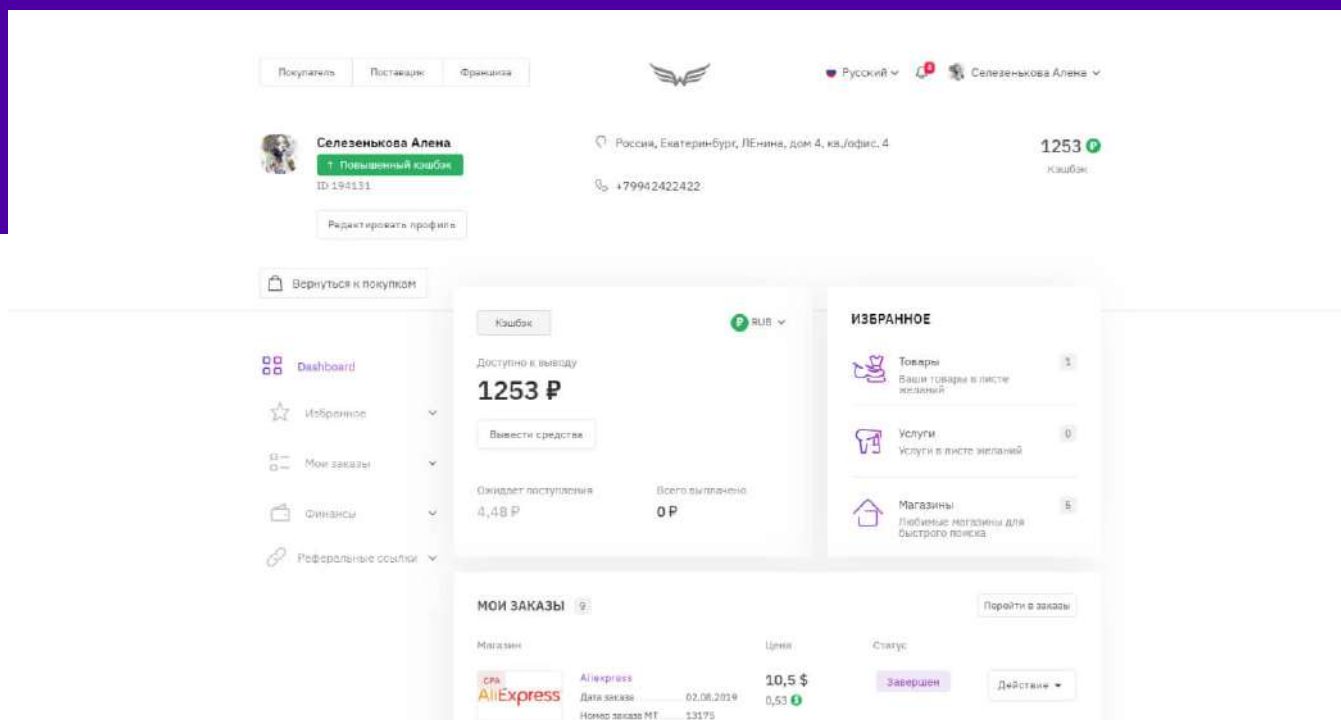 Покупатель Поставщик Франшиза
Русский
Селезенькова Алена
Селезенькова Алена
↑ Повышенный кэшбэк
ID 194131
Редактировать профиль
Россия, Екатеринбург, ЛЕнина, дом 4, кв./офис. 4
+79942422422
1253 ₽
Кэшбэк
Вернуться к покупкам
Dashboard
Избранное
Мои заказы
Финансы
Реферальные ссылки
Кэшбэк
₽ RUB
Доступно к выводу
1253 ₽
Вывести средства
Ожидает поступления
4,48 ₽
Всего выплачено
0 ₽
ИЗБРАННОЕ
Товары
Ваши товары в листе
желаний
Услуги 0
Услуги в листе желаний
Магазины 5
Любимые магазины для
быстрого поиска
МОИ ЗАКАЗЫ 9
Перейти в заказы
Магазин Цена Статус
CPA
AliExpress
Aliexpress
Дата заказа 02.08.2019
Номер заказа МТ 13175
10,5 $
0,53
Завершен
Действие